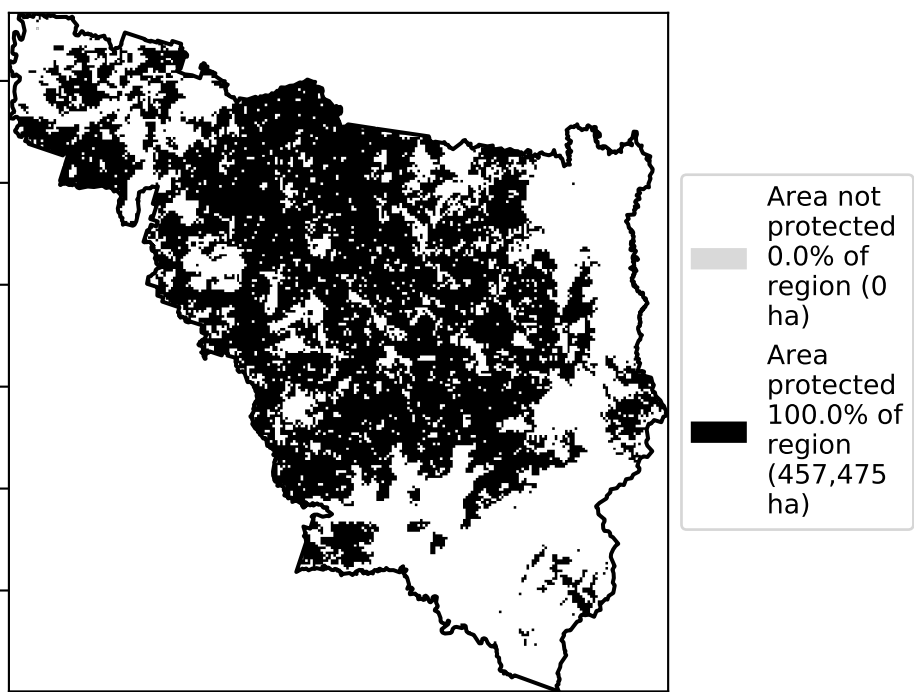 Area not
protected
0.0% of
region (0
ha)
Area
protected
100.0% of
region
(457,475
ha)